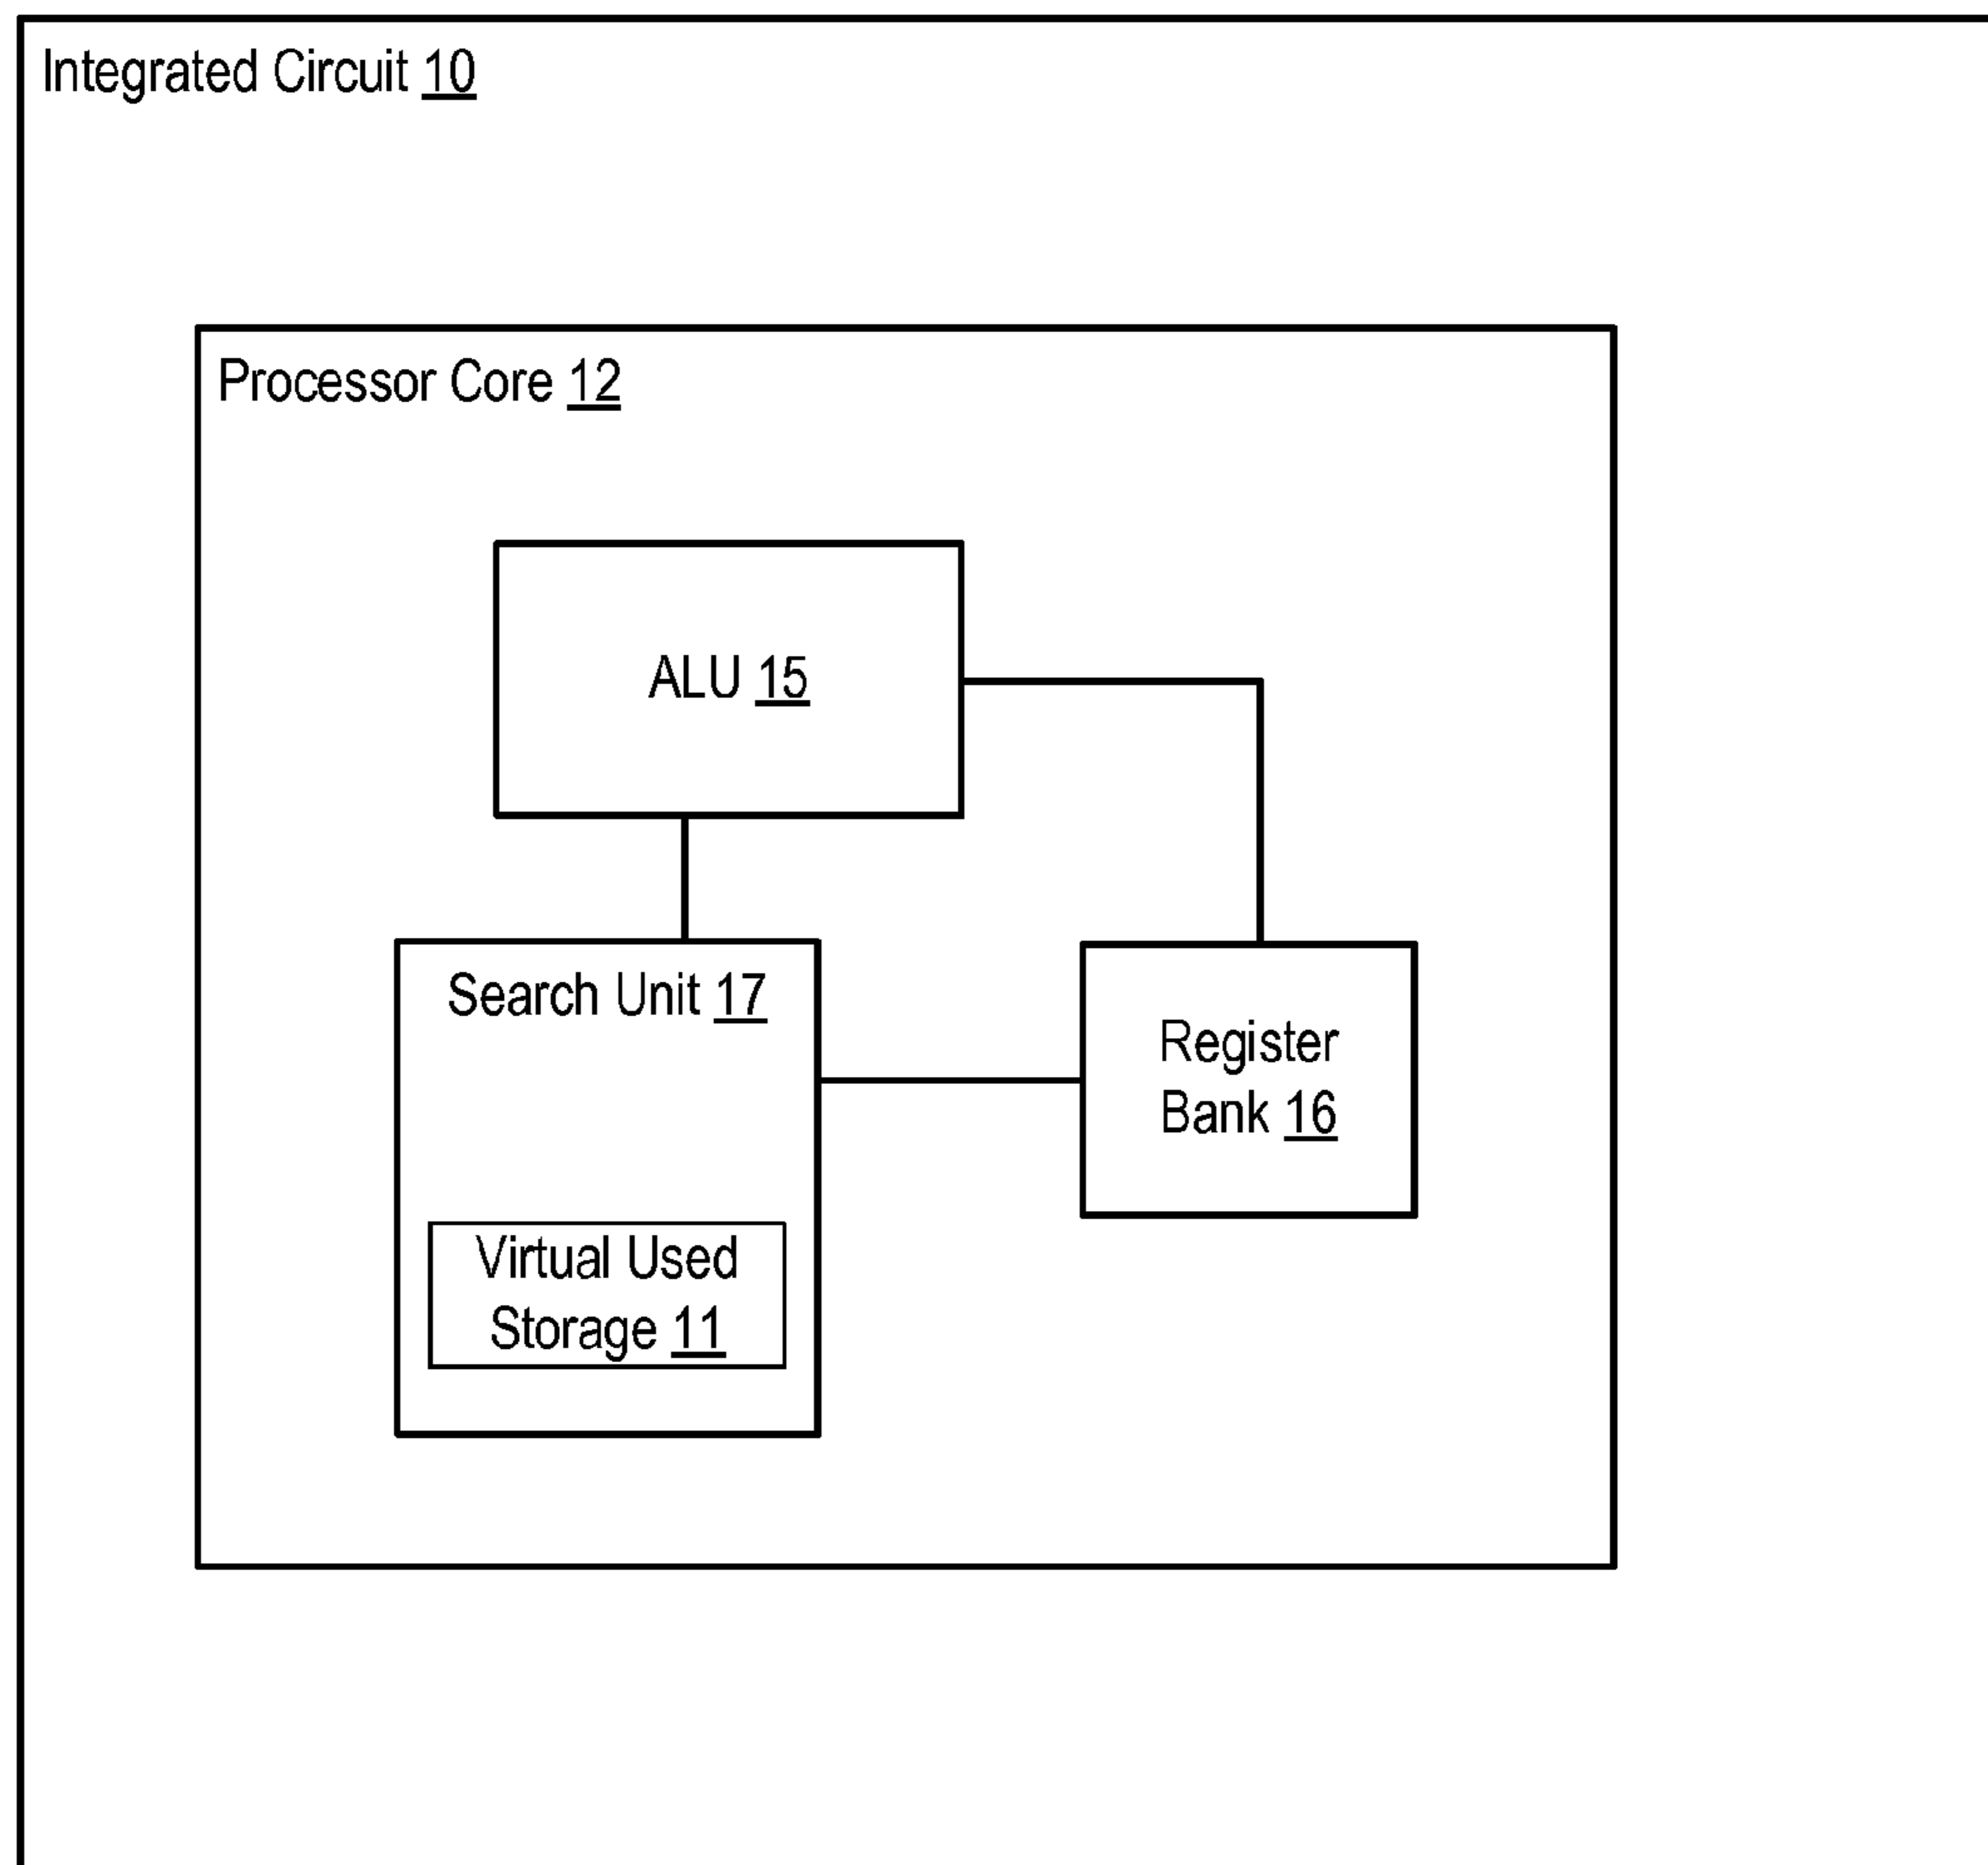 Integrated Circuit 10
Processor Core 12
ALU 15
Search Unit 17
Register
Bank 16
Virtual Used
Storage 11